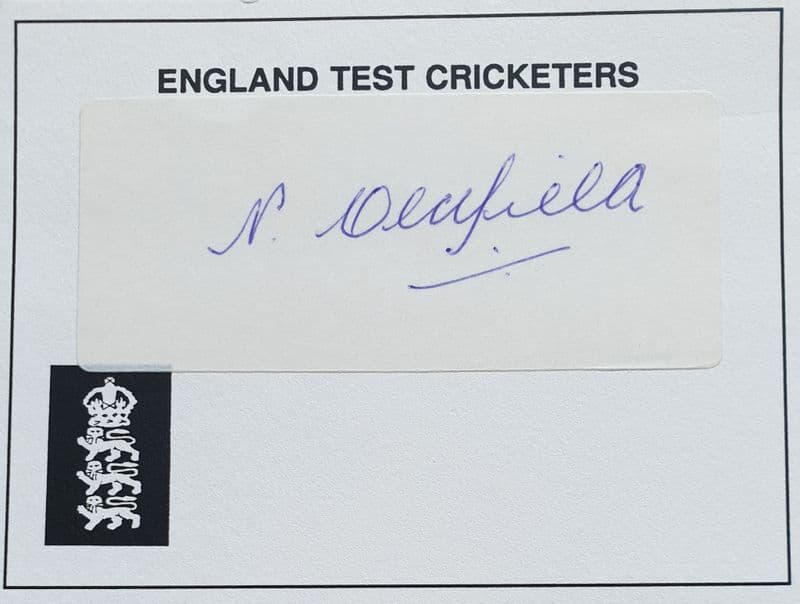 ENGLAND TEST CRICKETERS
N. Oldfield